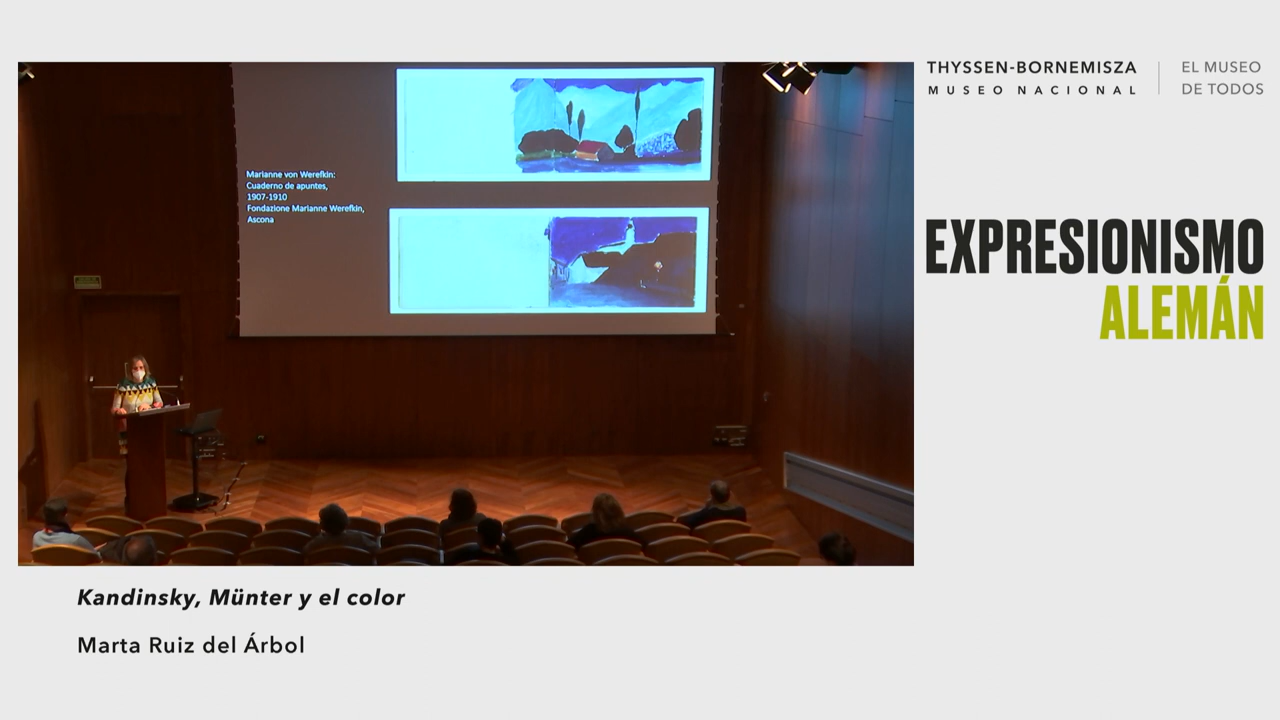 THYSSEN-BORNEMISZA
MUSEO NACIONAL
EL MUSEO
DE TODOS
Marianne von Werefkin:
Cuaderno de apuntes,
1907-1910
Fondazione Marianne Werefkin,
Ascona
EXPRESIONISMO
ALEMÁN
Kandinsky, Münter y el color
Marta Ruiz del Árbol